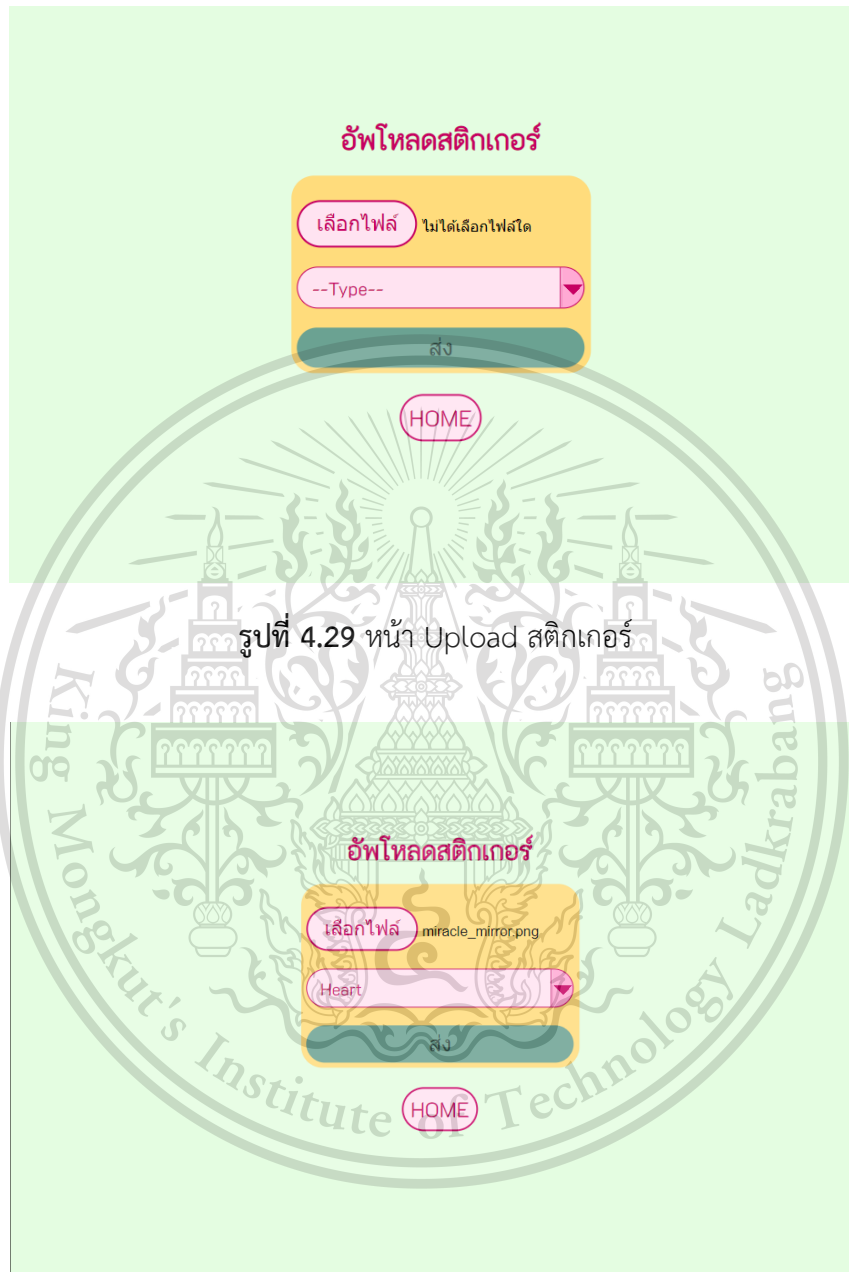 อัพโหลดสติกเกอร์
เลือกไฟล์ ไม่ได้เลือกไฟล์ใด
--Type--
ส่ง
HOME
รูปที่ 4.29 หน้า Upload สติกเกอร์
อัพโหลดสติกเกอร์
เลือกไฟล์ miracle_mirror.png
Heart
ส่ง
HOME
King Mongkut's Institute of Technology Ladkrabang